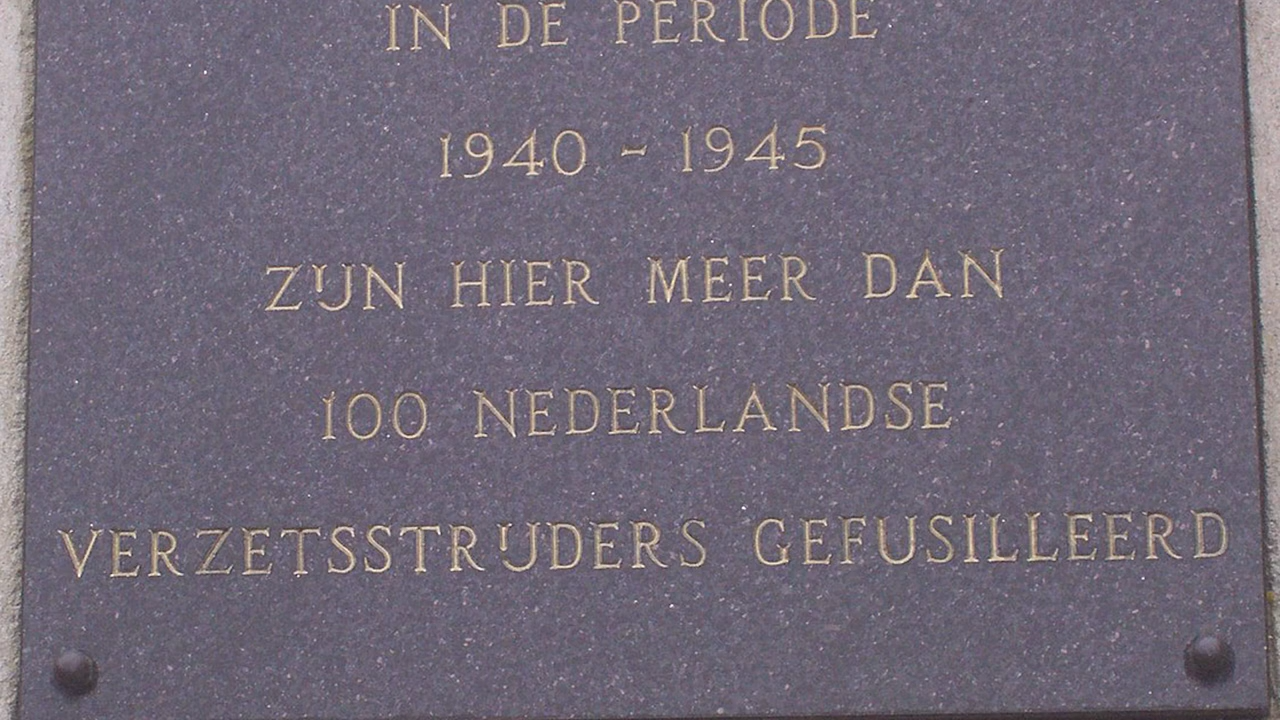 IN DE PERIODE
1940 - 1945
ZIJN HIER MEER DAN
100 NEDERLANDSE
VERZETSSTRIJDERS GEFUSILLEERD